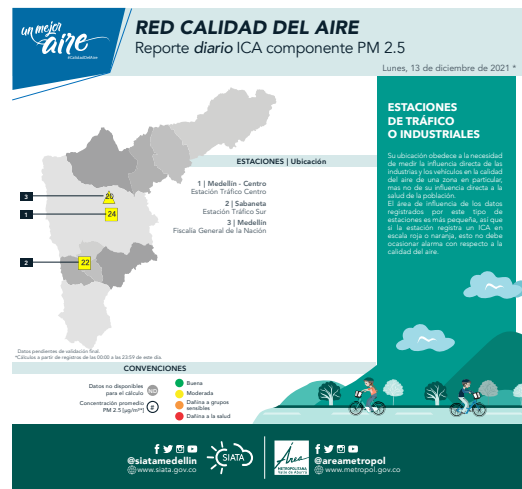 un mejor
aire
#CalidadDelAire
RED CALIDAD DEL AIRE
Reporte diario ICA componente PM 2.5
Lunes, 13 de diciembre de 2021 *
ESTACIONES
DE TRÁFICO
O INDUSTRIALES
Su ubicación obedece a la necesidad
de medir la influencia directa de las
industrias y los vehículos en la calidad
del aire de una zona en particular,
mas no de su influencia directa a la
salud de la población.
El área de influencia de los datos
registrados por este tipo de
estaciones es más pequeña, así que
si la estación registra un ICA en
escala roja o naranja, esto no debe
ocasionar alarma con respecto a la
calidad del aire.
ESTACIONES | Ubicación
1 | Medellín - Centro
Estación Tráfico Centro
2 | Sabaneta
Estación Tráfico Sur
3 | Medellín
Fiscalía General de la Nación
3
20
1
24
2
22
Datos pendientes de validación final.
*Cálculos a partir de registros de las 00:00 a las 23:59 de este día.
CONVENCIONES
Datos no disponibles
para el cálculo
ND
Concentración promedio
PM 2.5 [µg/m³]
#
Buena
Moderada
Dañina a grupos
sensibles
Dañina a la salud
@siatamedellin
www.siata.gov.co
SIATA
Área
METROPOLITANA
Valle de Aburrá
@areametropol
www.metropol.gov.co